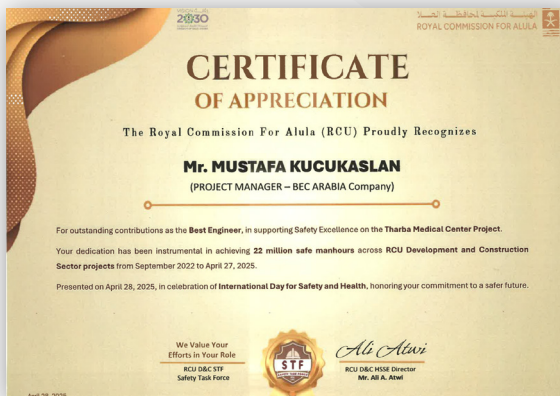 2030
الهيئة الملكية لمحافظة العلا
ROYAL COMMISSION FOR ALULA
CERTIFICATE
OF APPRECIATION
The Royal Commission For Alula (RCU) Proudly Recognizes
Mr. MUSTAFA KUCUKASLAN
(PROJECT MANAGER – BEC ARABIA Company)
For outstanding contributions as the Best Engineer, in supporting Safety Excellence on the Tharba Medical Center Project.
Your dedication has been instrumental in achieving 22 million safe manhours across RCU Development and Construction
Sector projects from September 2022 to April 27, 2025.
Presented on April 28, 2025, in celebration of International Day for Safety and Health, honoring your commitment to a safer future.
We Value Your
Efforts in Your Role
RCU D&C STF
Safety Task Force
STF
Ali Atwi
RCU D&C HSSE Director
Mr. Ali A. Atwi
April 28, 2025